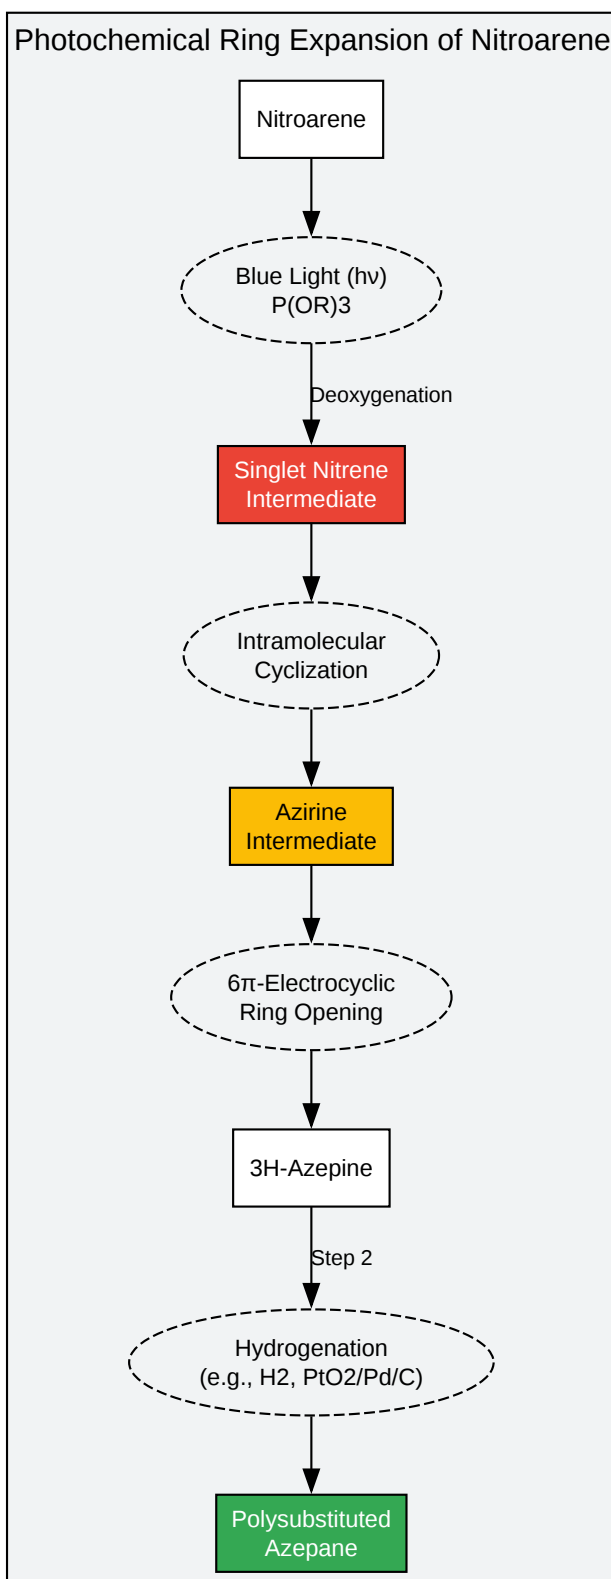 Photochemical Ring Expansion of Nitroarene
Nitroarene
Blue Light (hν)
P(OR)3
Deoxygenation
Singlet Nitrene
Intermediate
Intramolecular
Cyclization
Azirine
Intermediate
6π-Electrocyclic
Ring Opening
3H-Azepine
Step 2
Hydrogenation
(e.g., H2, PtO2/Pd/C)
Polysubstituted
Azepane